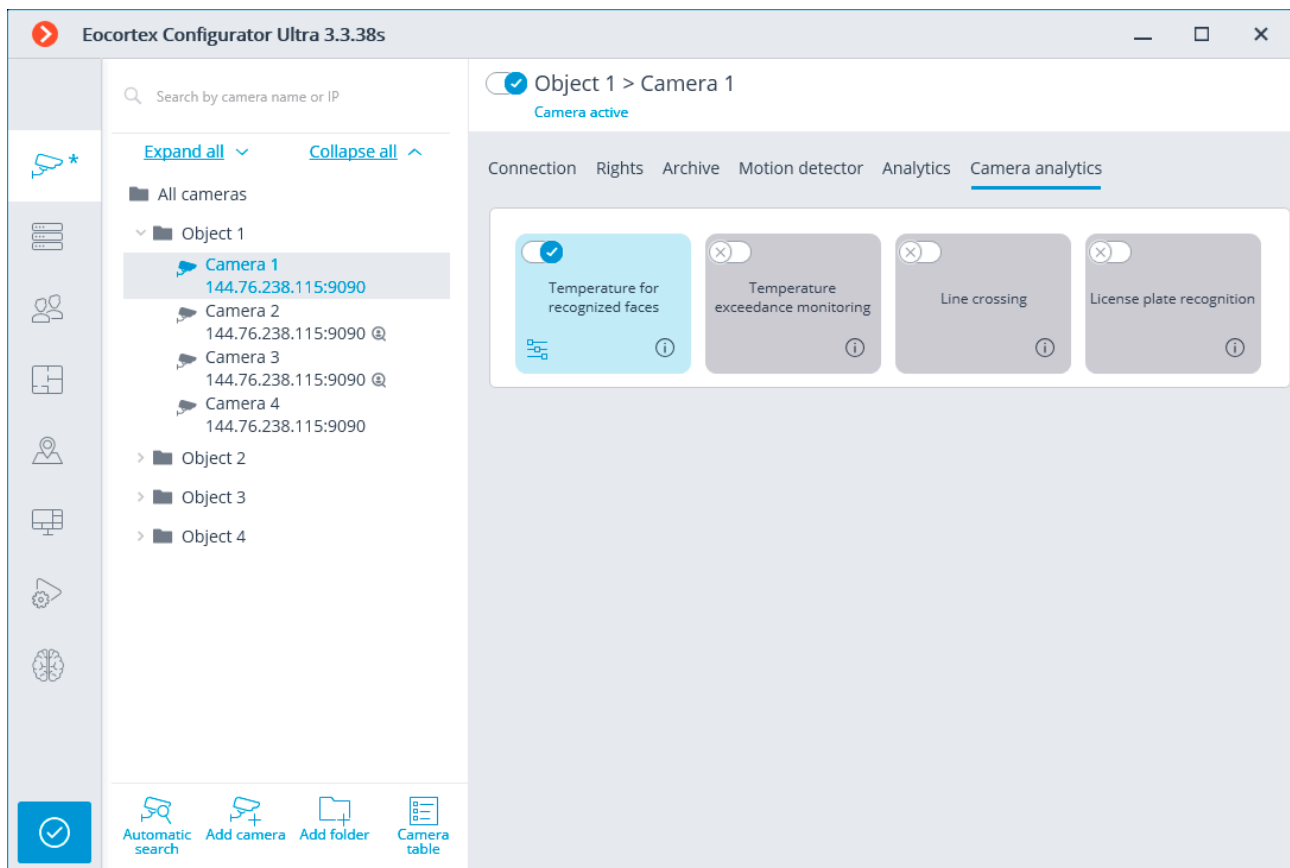 Eocortex Configurator Ultra 3.3.38s
Search by camera name or IP
Expand all
Collapse all
All cameras
Object 1
Camera 1
144.76.238.115:9090
Camera 2
144.76.238.115:9090
Camera 3
144.76.238.115:9090
Camera 4
144.76.238.115:9090
Object 2
Object 3
Object 4
Automatic
search
Add camera
Add folder
Camera
table
Object 1 > Camera 1
Camera active
Connection Rights Archive Motion detector Analytics Camera analytics
Temperature for
recognized faces
Temperature
exceedance monitoring
Line crossing
License plate recognition